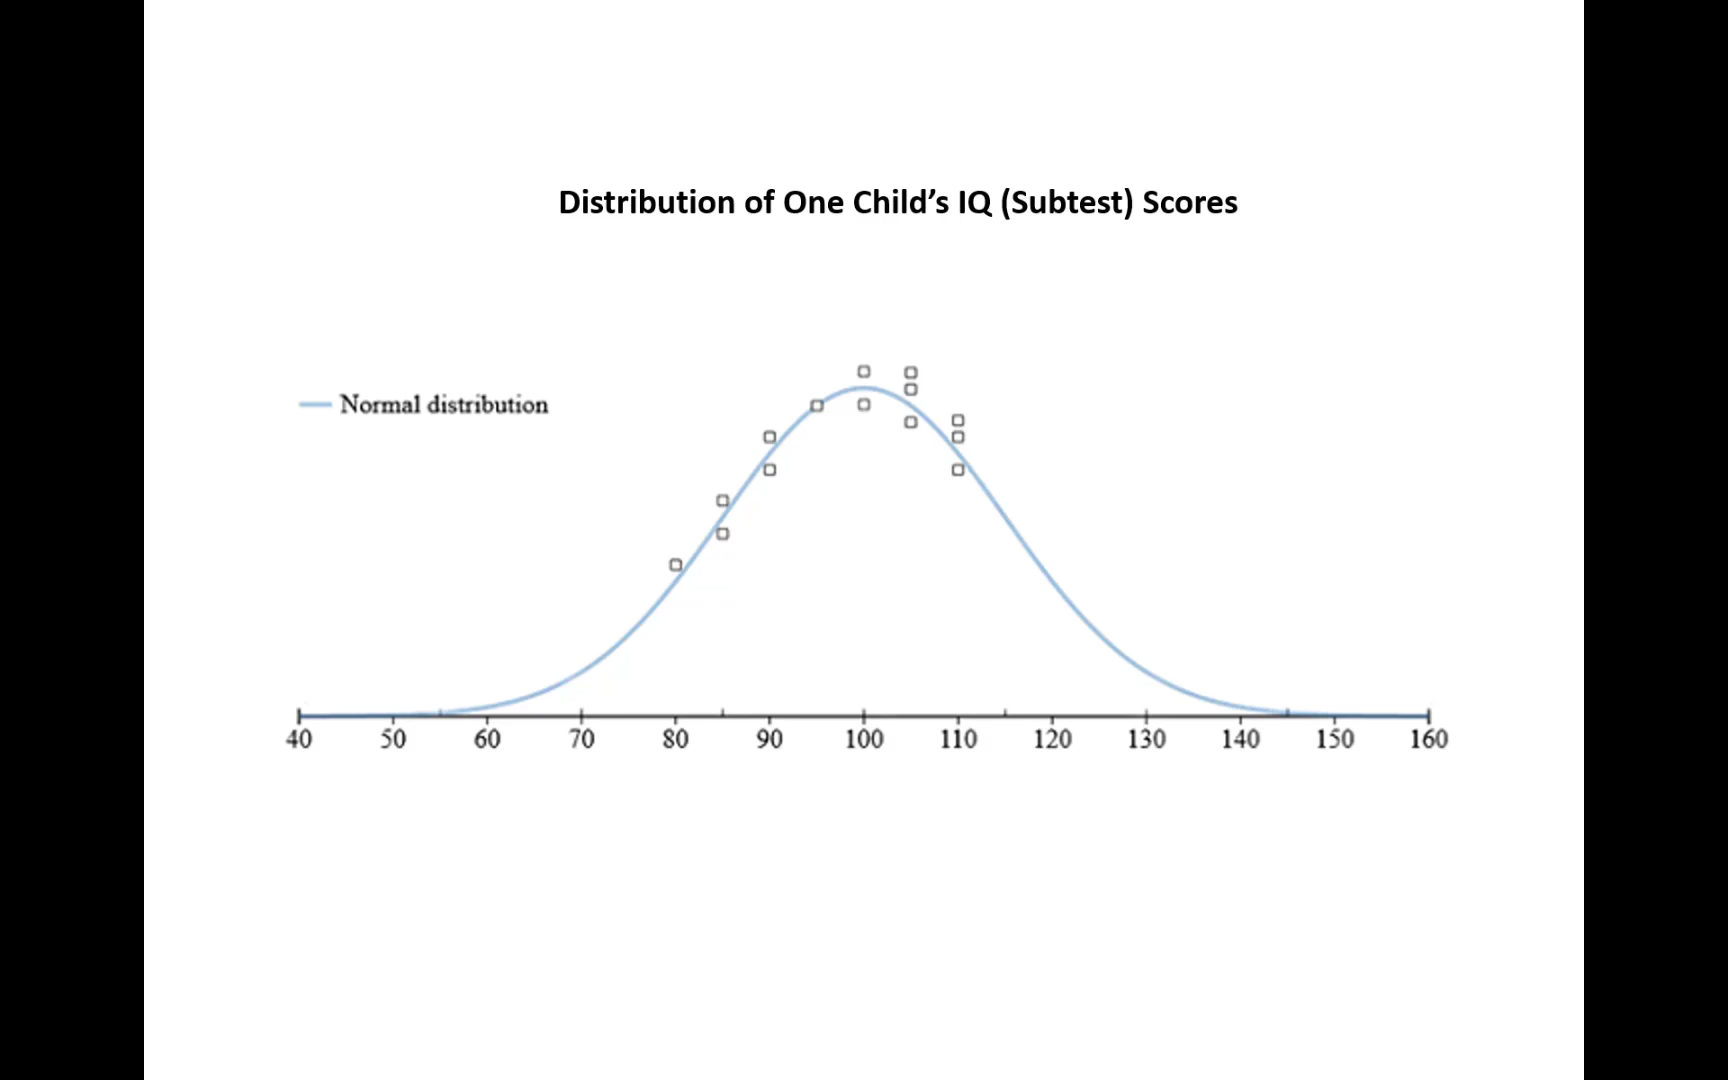 Distribution of One Child’s IQ (Subtest) Scores
Normal distribution
40 50 60 70 80 90 100 110 120 130 140 150 160